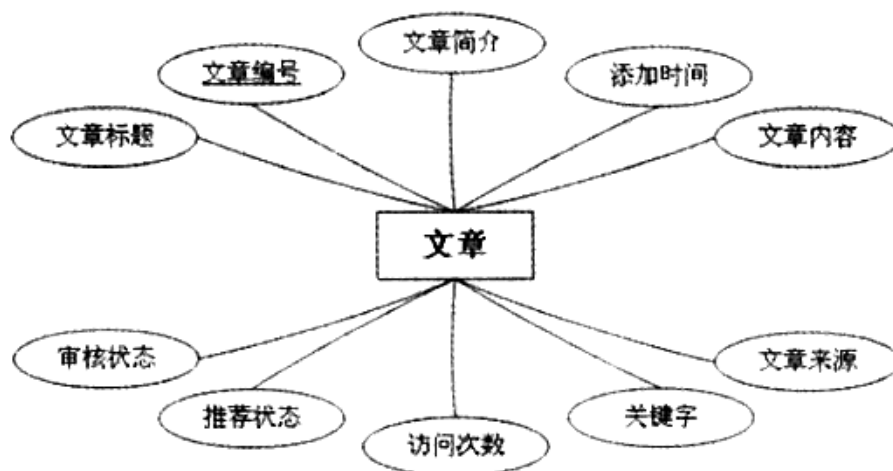 文章简介
文章编号
添加时间
文章标题
文章内容
文章
审核状态
文章来源
推荐状态
关键字
访问次数